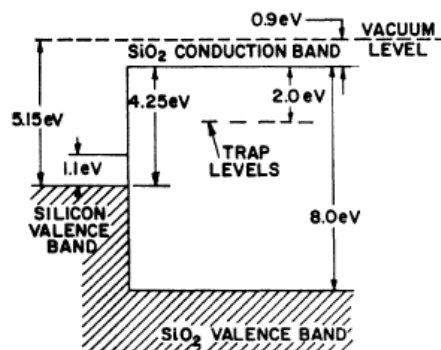 0.9eV
VACUUM
LEVEL
SiO2 CONDUCTION BAND
5.15eV
4.25eV
2.0eV
1.1eV
TRAP
LEVELS
SILICON
VALENCE
BAND
8.0eV
SiO2 VALENCE BAND